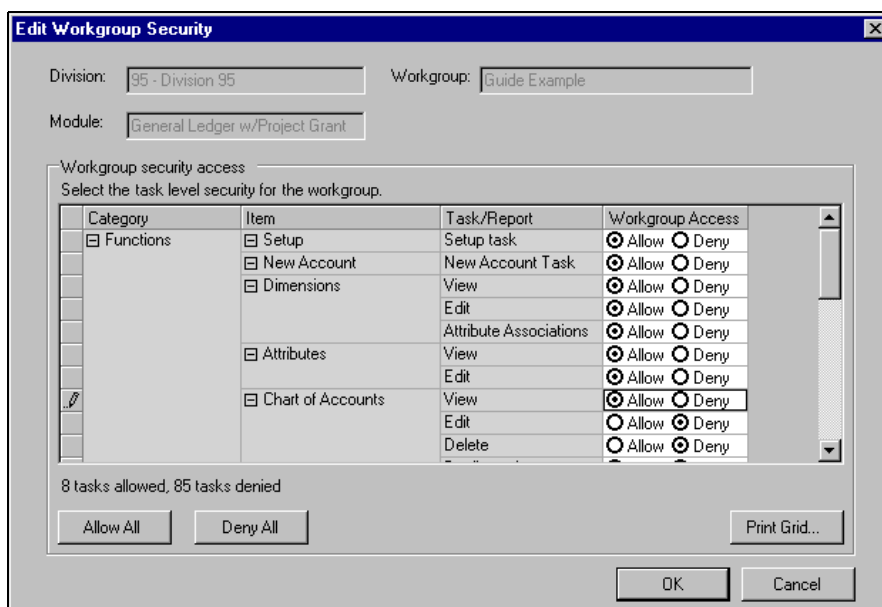 Edit Workgroup Security
Division: 95 - Division 95 Workgroup: Guide Example
Module: General Ledger w/Project Grant
Workgroup security access
Select the task level security for the workgroup.
Category Item Task/Report Workgroup Access
Functions Setup Setup task Allow Deny
New Account New Account Task Allow Deny
Dimensions View Allow Deny
Edit Allow Deny
Attribute Associations Allow Deny
Attributes View Allow Deny
Edit Allow Deny
Chart of Accounts View Allow Deny
Edit Allow Deny
Delete Allow Deny
8 tasks allowed, 85 tasks denied
Allow All Deny All Print Grid...
OK Cancel